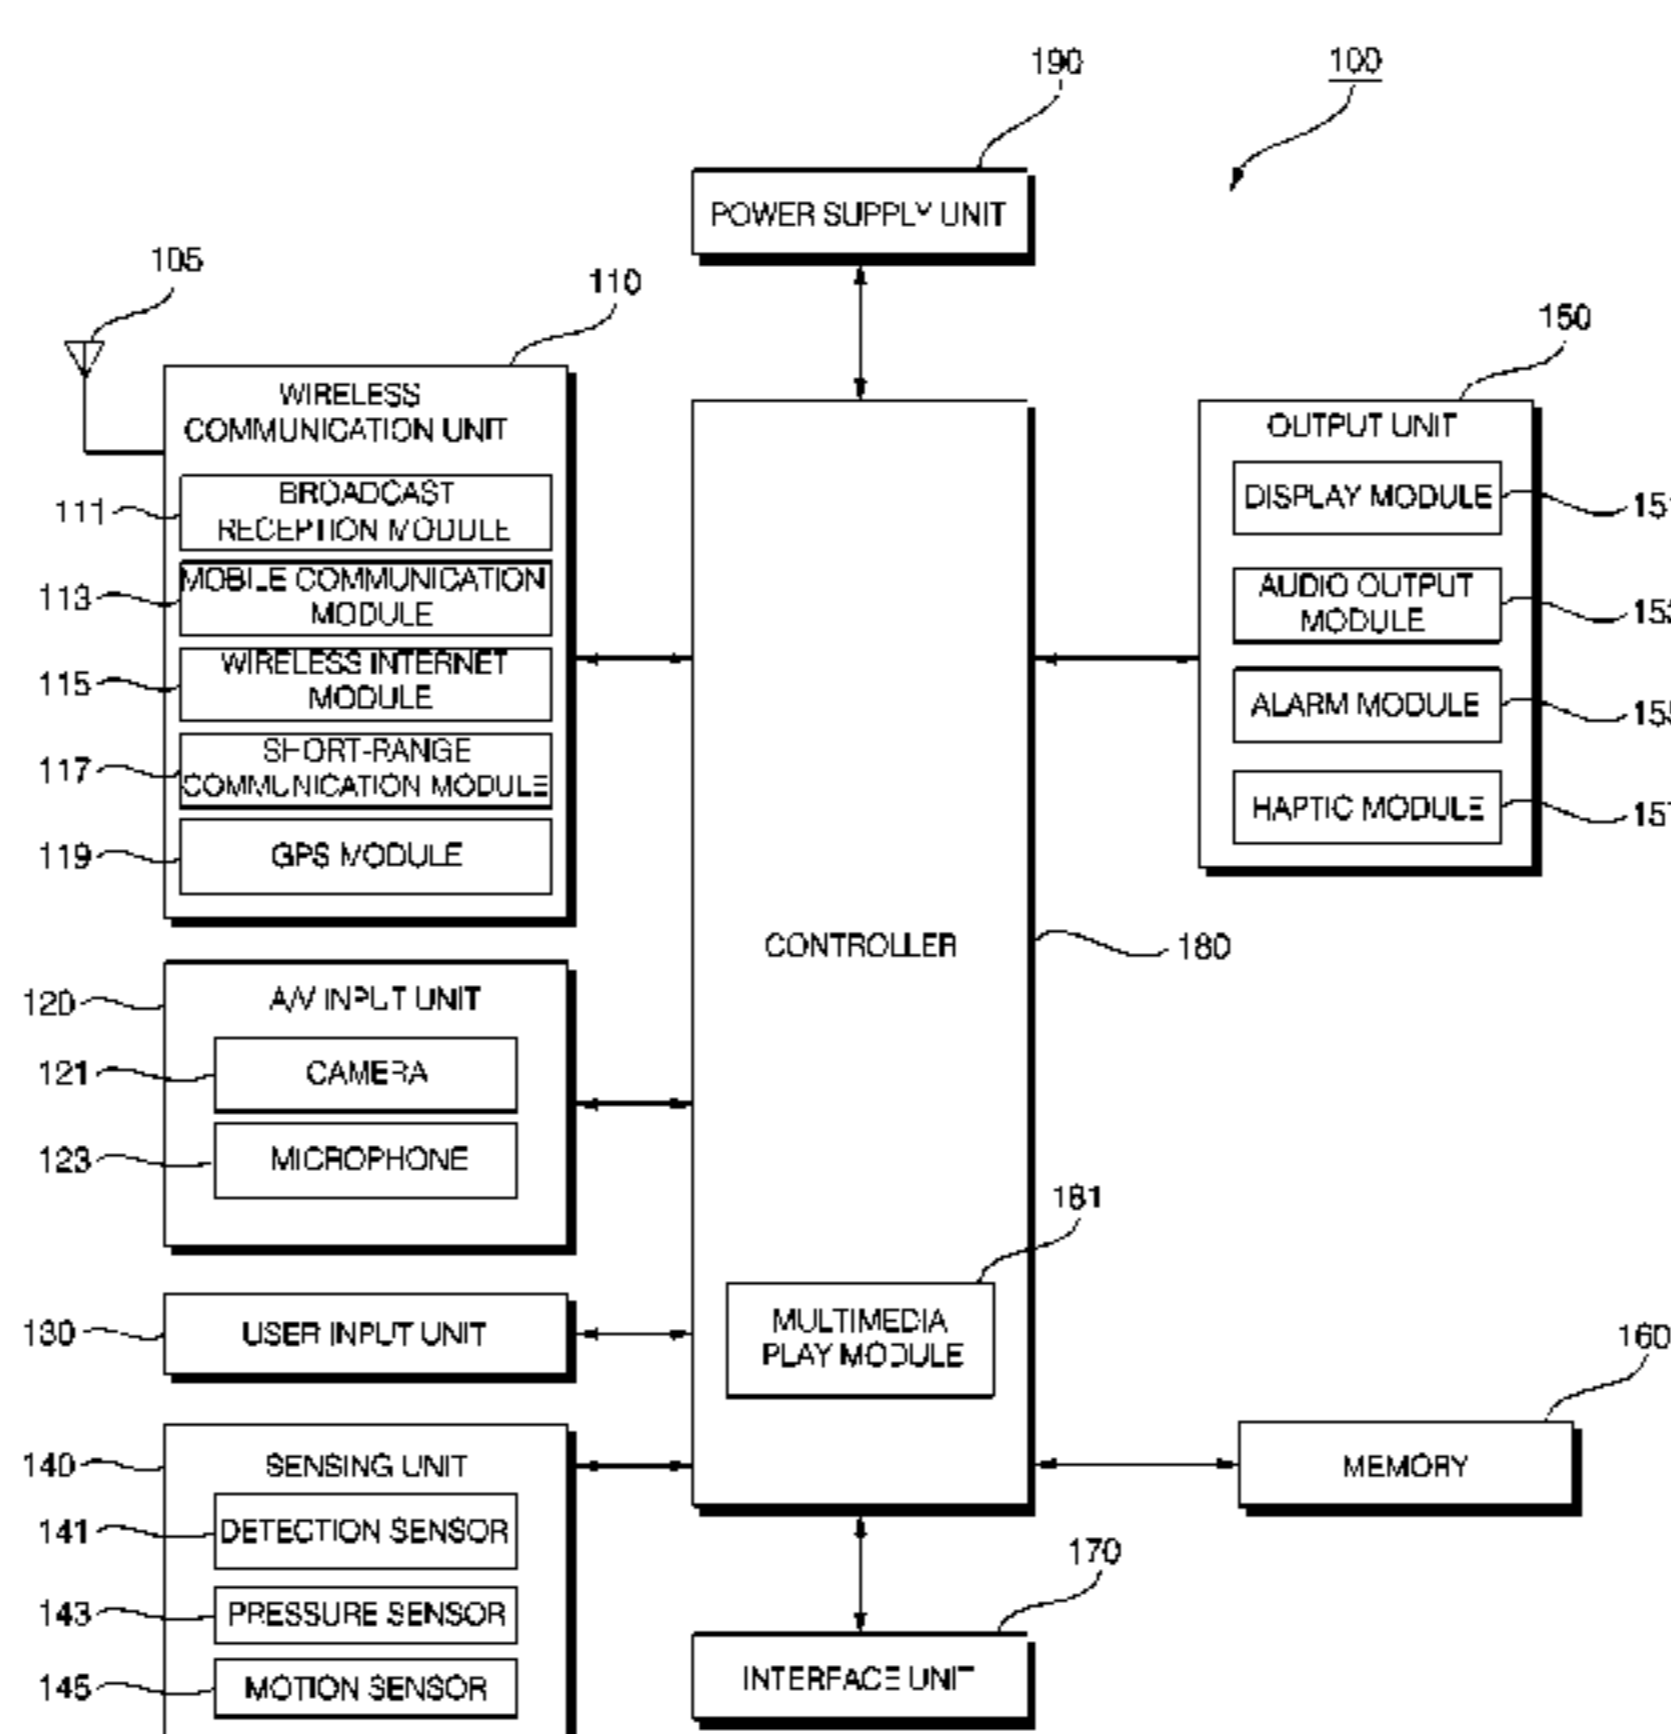 190
100
POWER SUPPLY UNIT
105
110
150
WIRELESS
COMMUNICATION UNIT
OUTPUT UNIT
111
BROADCAST
RECEPTION MODULE
DISPLAY MODULE
113
MOBILE COMMUNICATION
MODULE
AUDIO OUTPUT
MODULE
115
WIRELESS INTERNET
MODULE
ALARM MODULE
117
SHORT-RANGE
COMMUNICATION MODULE
119
GPS MODULE
HAPTIC MODULE
CONTROLLER
180
120
A/V INPUT UNIT
121
CAMERA
123
MICROPHONE
181
MULTIMEDIA
PLAY MODULE
130
USER INPUT UNIT
160
140
SENSING UNIT
MEMORY
141
DETECTION SENSOR
170
143
PRESSURE SENSOR
145
MOTION SENSOR
INTERFACE UNIT